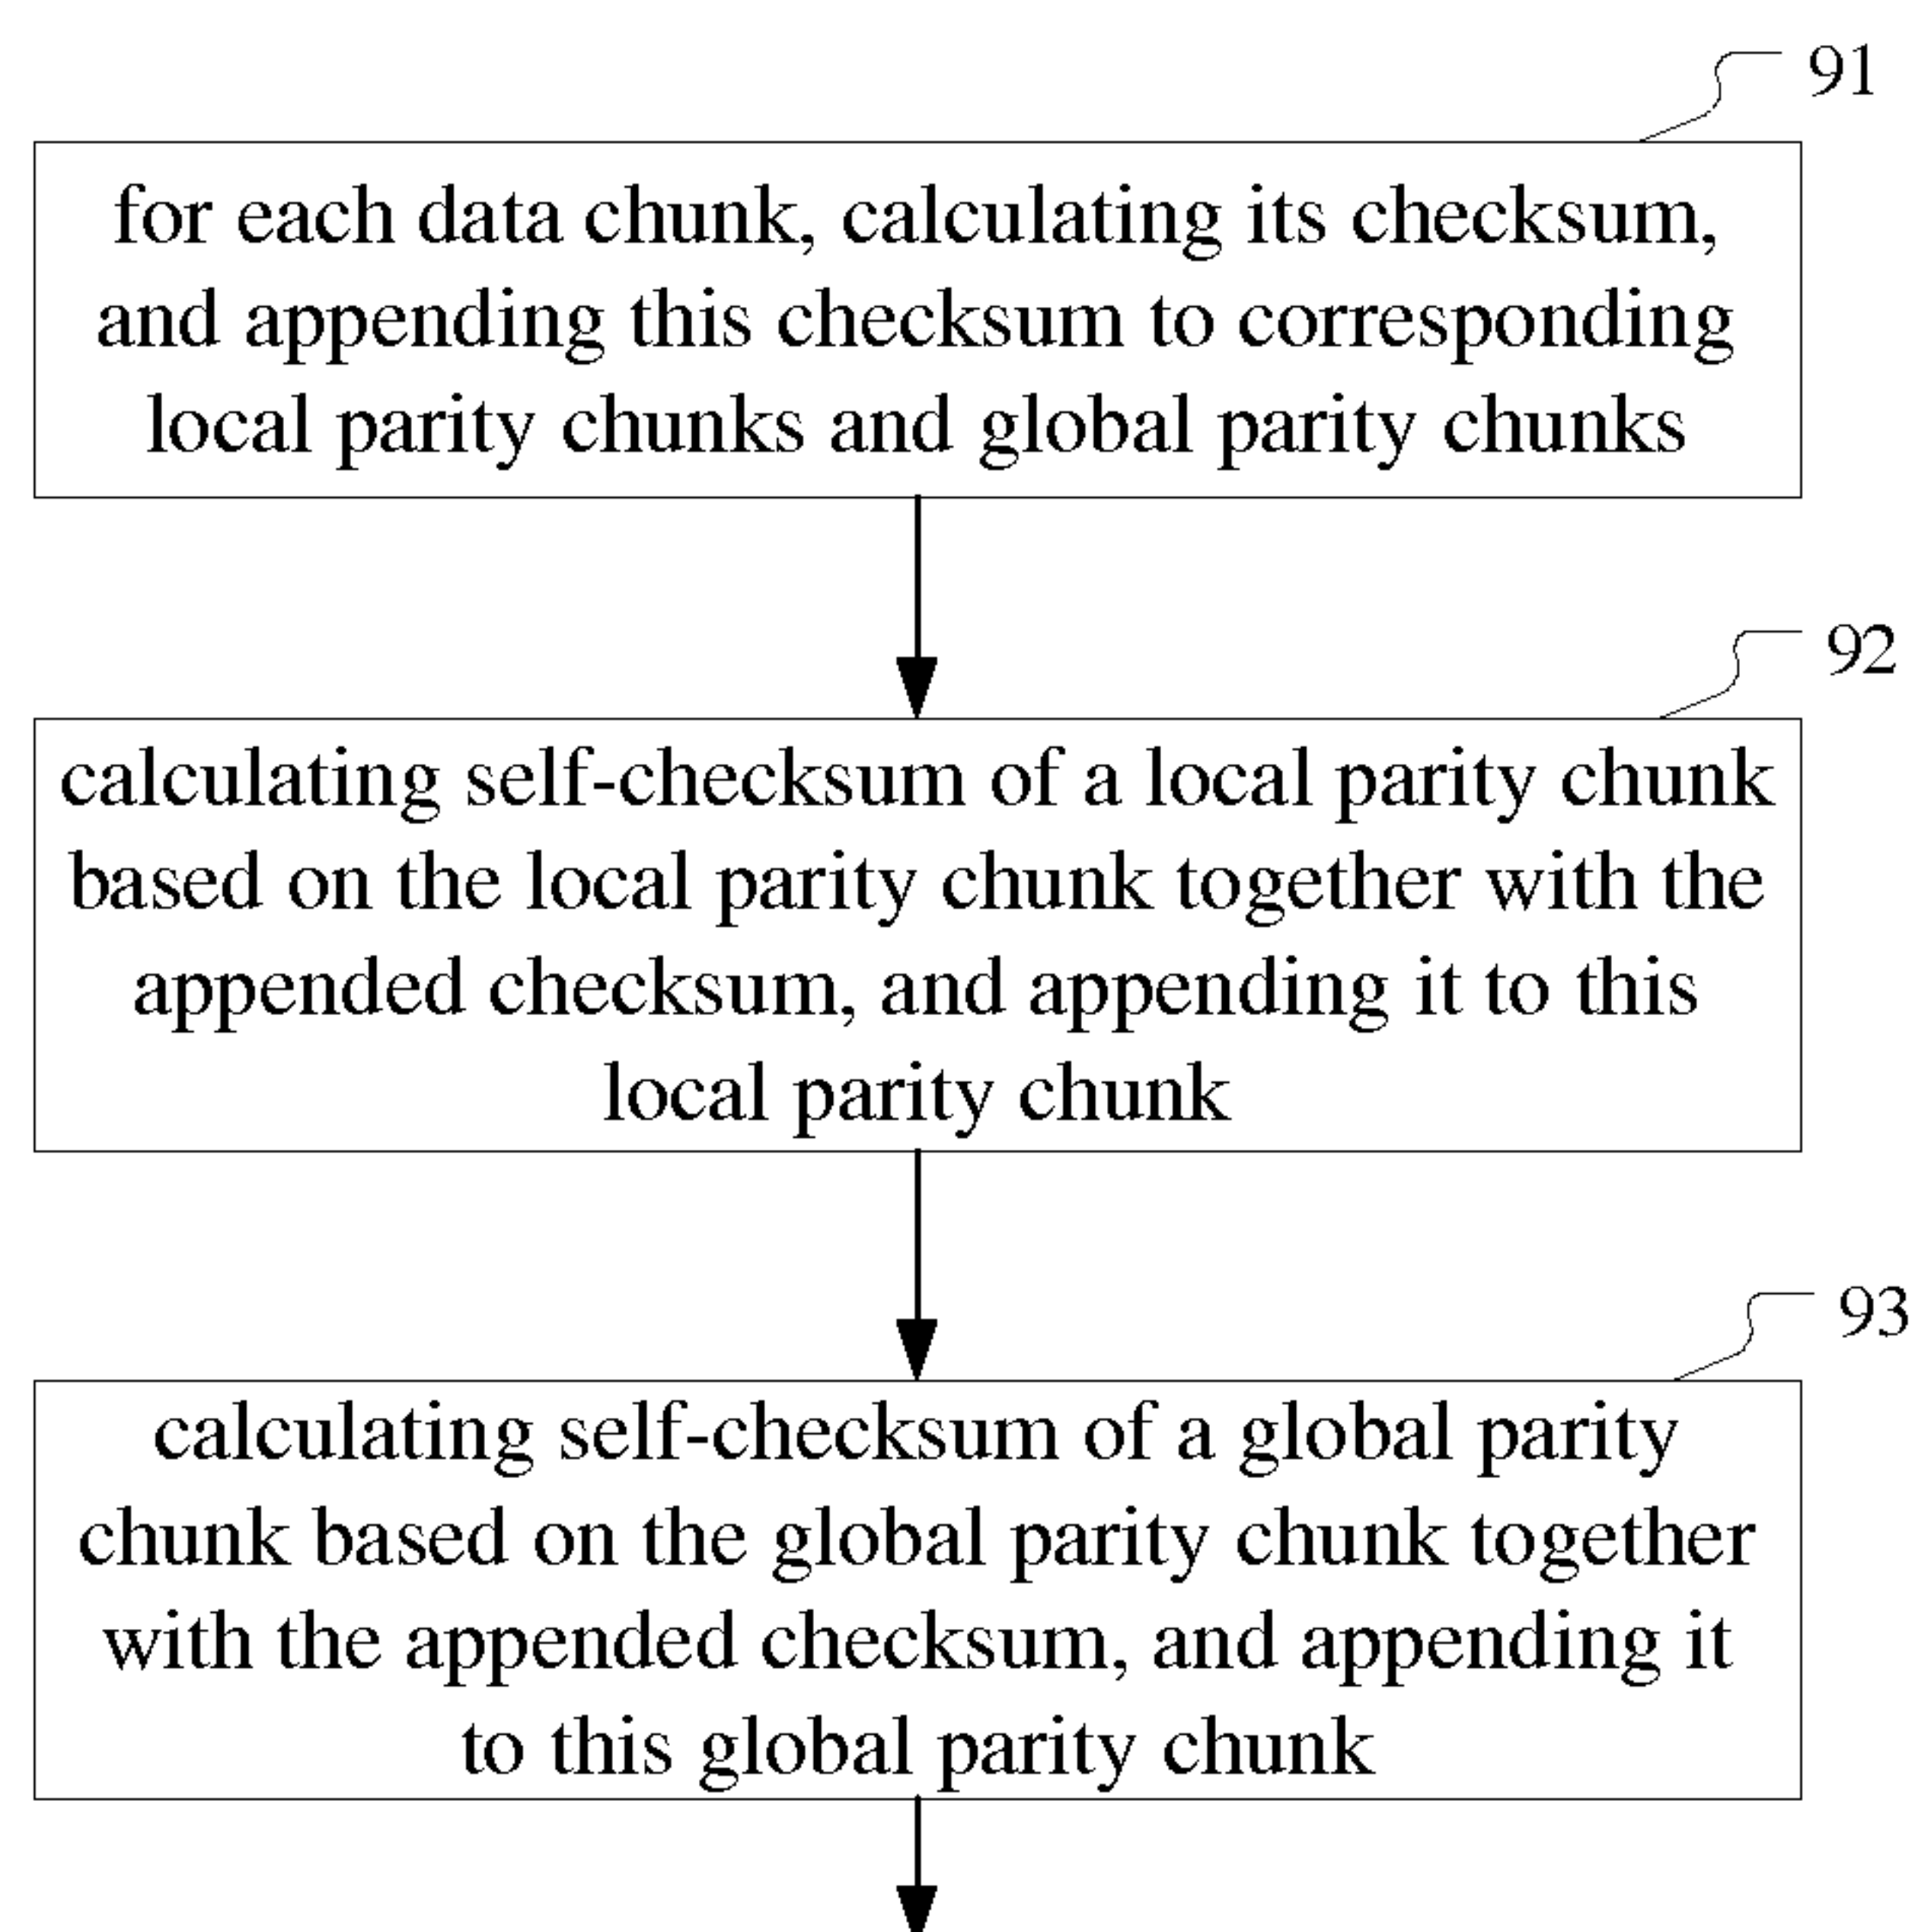 91
for each data chunk, calculating its checksum,
and appending this checksum to corresponding
local parity chunks and global parity chunks
92
calculating self-checksum of a local parity chunk
based on the local parity chunk together with the
appended checksum, and appending it to this
local parity chunk
93
calculating self-checksum of a global parity
chunk based on the global parity chunk together
with the appended checksum, and appending it
to this global parity chunk